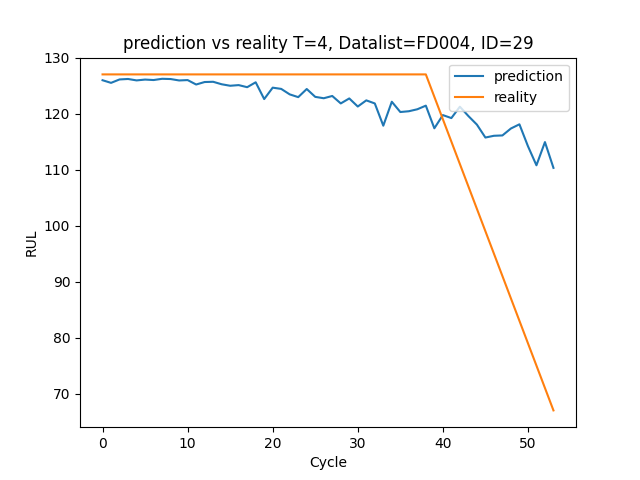 prediction vs reality T=4, Datalist=FD004, ID=29
130
120
110
100
90
80
70
RUL
prediction
reality
0
10
20
30
40
50
Cycle